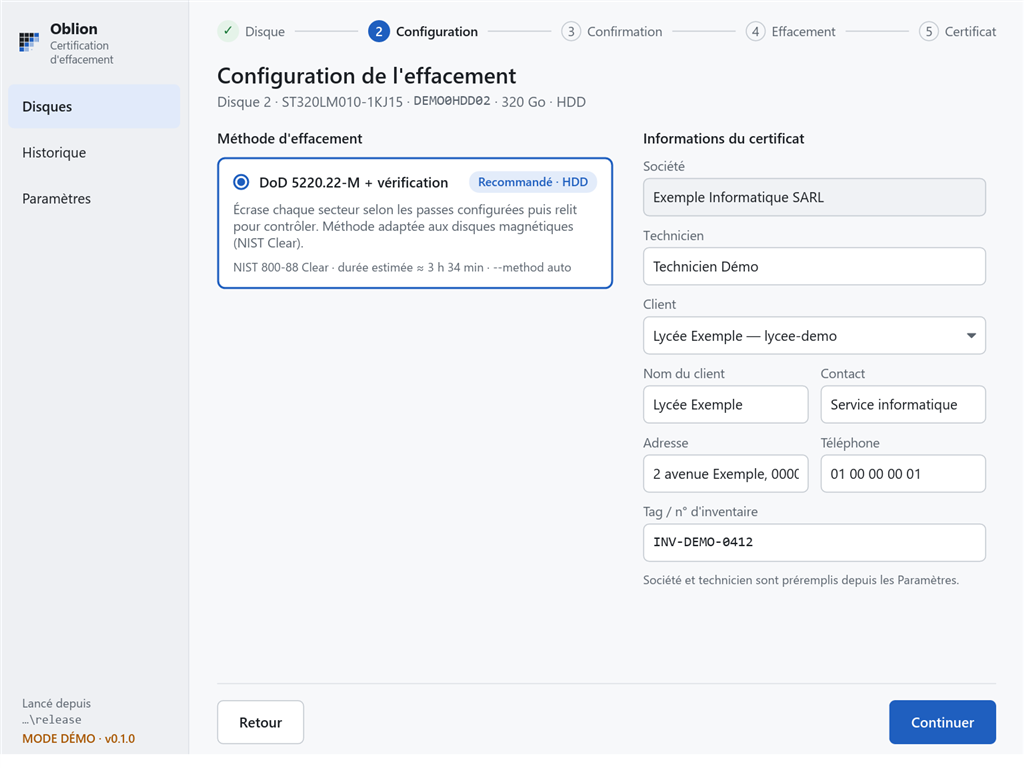 Oblion
Certification
d'effacement
Disques
Historique
Paramètres
Lancé depuis
…\release
MODE DÉMO · v0.1.0
✓ Disque
2 Configuration
3 Confirmation
4 Effacement
5 Certificat
Configuration de l'effacement
Disque 2 · ST320LM010-1KJ15 · DEMO0HDD02 · 320 Go · HDD
Méthode d'effacement
DoD 5220.22-M + vérification
Recommandé · HDD
Écrase chaque secteur selon les passes configurées puis relit
pour contrôler. Méthode adaptée aux disques magnétiques
(NIST Clear).
NIST 800-88 Clear · durée estimée ≈ 3 h 34 min · --method auto
Informations du certificat
Société
Exemple Informatique SARL
Technicien
Technicien Démo
Client
Lycée Exemple — lycee-demo
Nom du client
Contact
Lycée Exemple
Service informatique
Adresse
Téléphone
2 avenue Exemple, 0000
01 00 00 00 01
Tag / n° d'inventaire
INV-DEMO-0412
Société et technicien sont préremplis depuis les Paramètres.
Retour
Continuer